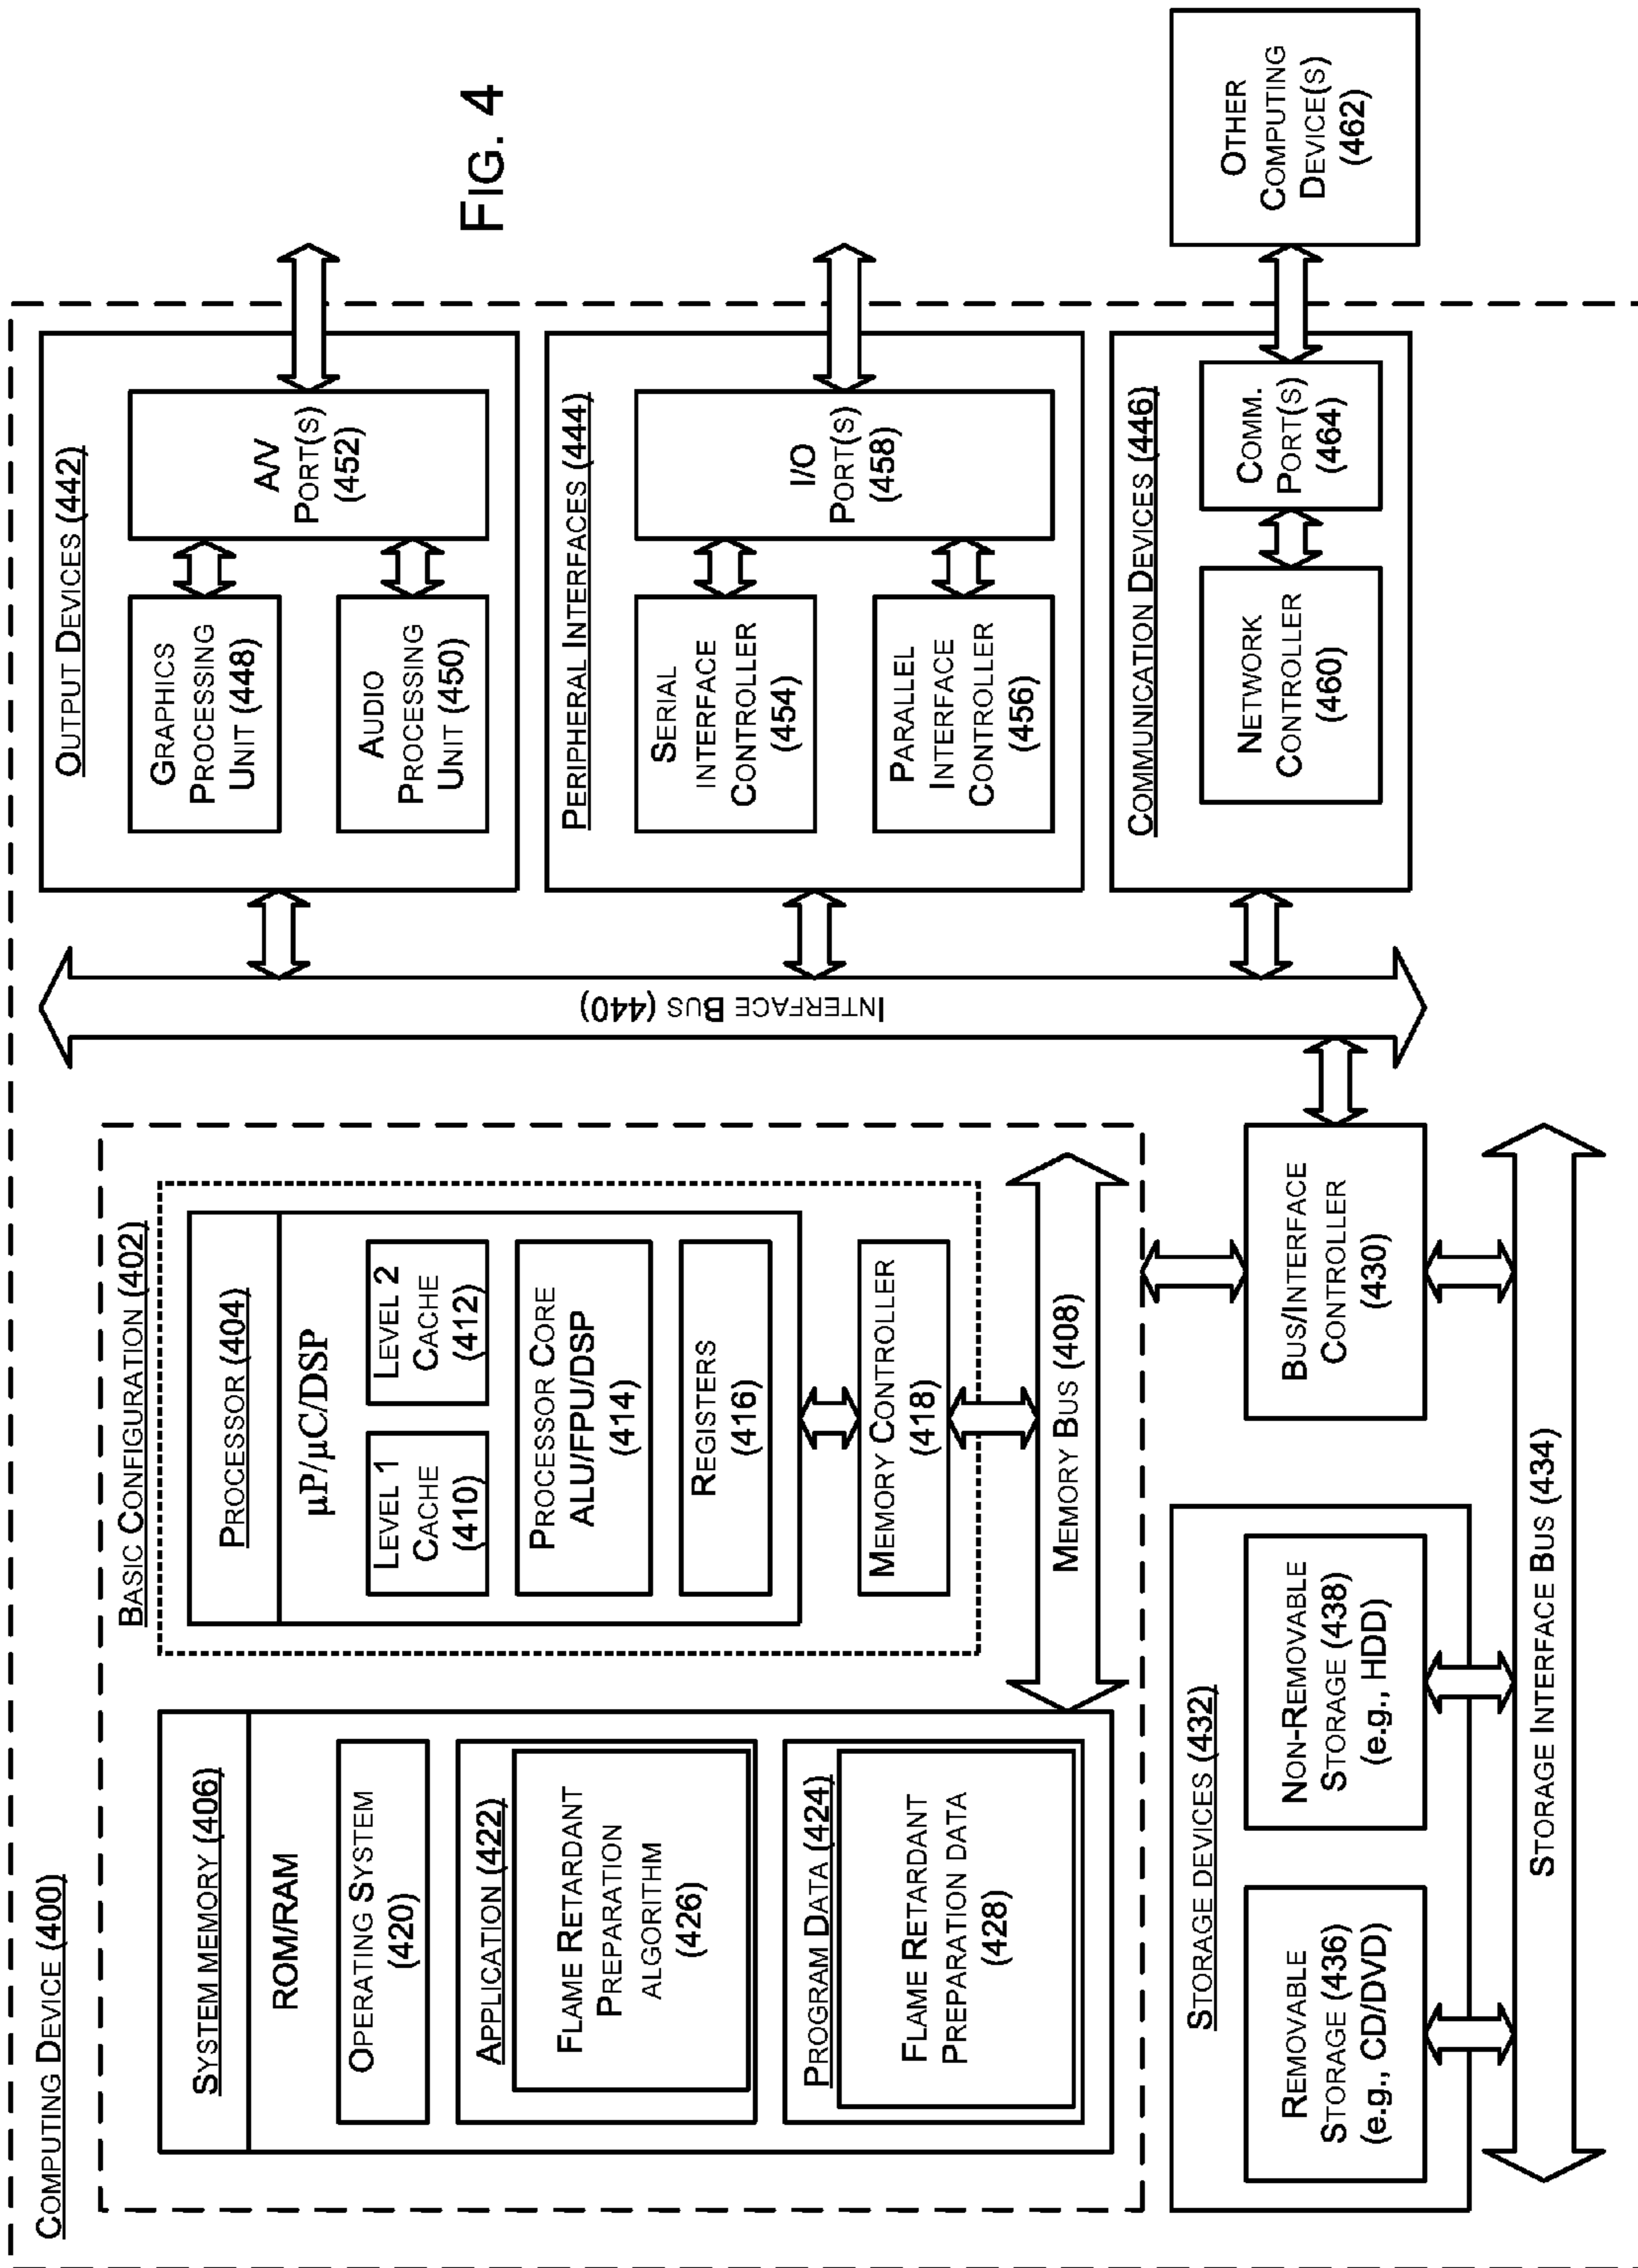 COMPUTING DEVICE (400)
BASIC CONFIGURATION (402)
SYSTEM MEMORY (406)
ROM/RAM
OPERATING SYSTEM
(420)
APPLICATION (422)
FLAME RETARDANT
PREPARATION
ALGORITHM
(426)
PROGRAM DATA (424)
FLAME RETARDANT
PREPARATION DATA
(428)
PROCESSOR (404)
µP/µC/DSP
LEVEL 1
CACHE
(410)
LEVEL 2
CACHE
(412)
PROCESSOR CORE
ALU/FPU/DSP
(414)
REGISTERS
(416)
MEMORY CONTROLLER
(418)
MEMORY BUS (408)
STORAGE DEVICES (432)
REMOVABLE
STORAGE (436)
(e.g., CD/DVD)
NON-REMOVABLE
STORAGE (438)
(e.g., HDD)
BUS/INTERFACE
CONTROLLER
(430)
STORAGE INTERFACE BUS (434)
INTERFACE BUS (440)
OUTPUT DEVICES (442)
GRAPHICS
PROCESSING
UNIT (448)
AUDIO
PROCESSING
UNIT (450)
A/V
PORT(S)
(452)
PERIPHERAL INTERFACES (444)
SERIAL
INTERFACE
CONTROLLER
(454)
PARALLEL
INTERFACE
CONTROLLER
(456)
I/O
PORT(S)
(458)
COMMUNICATION DEVICES (446)
NETWORK
CONTROLLER
(460)
COMM.
PORT(S)
(464)
OTHER
COMPUTING
DEVICE(S)
(462)
FIG. 4